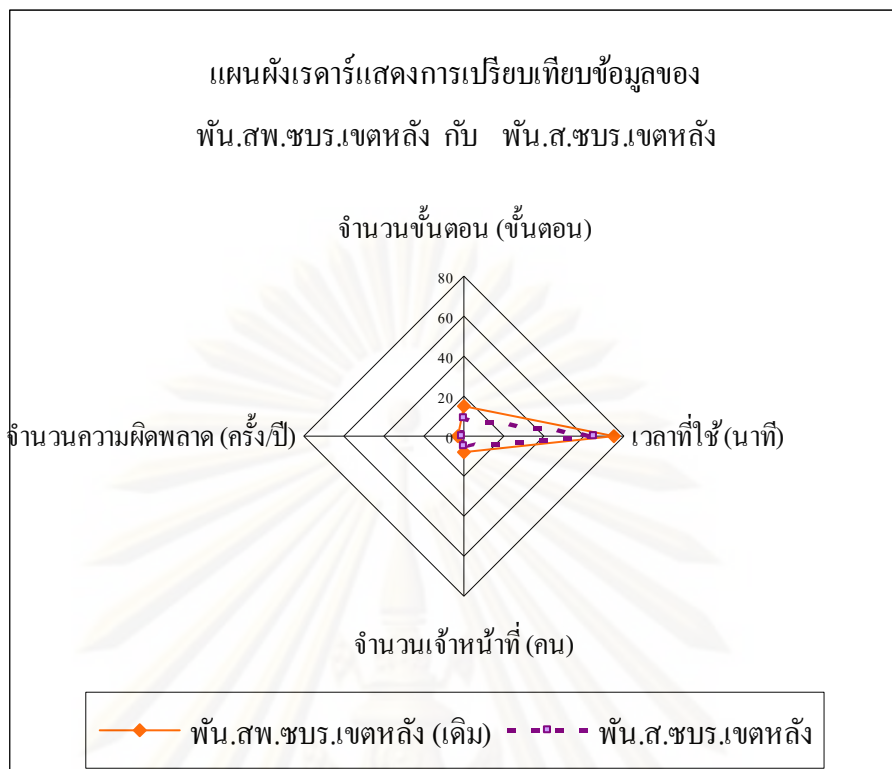 แผนผังเรดาร์แสดงการเปรียบเทียบข้อมูลของ
พัน.สพ.ซบร.เขตหลัง กับ พัน.ส.ซบร.เขตหลัง
จำนวนขั้นตอน (ขั้นตอน)
80
60
40
20
0
จำนวนความผิดพลาด (ครั้ง/ปี)
เวลาที่ใช้ (นาที)
จำนวนเจ้าหน้าที่ (คน)
พัน.สพ.ซบร.เขตหลัง (เดิม) พัน.ส.ซบร.เขตหลัง